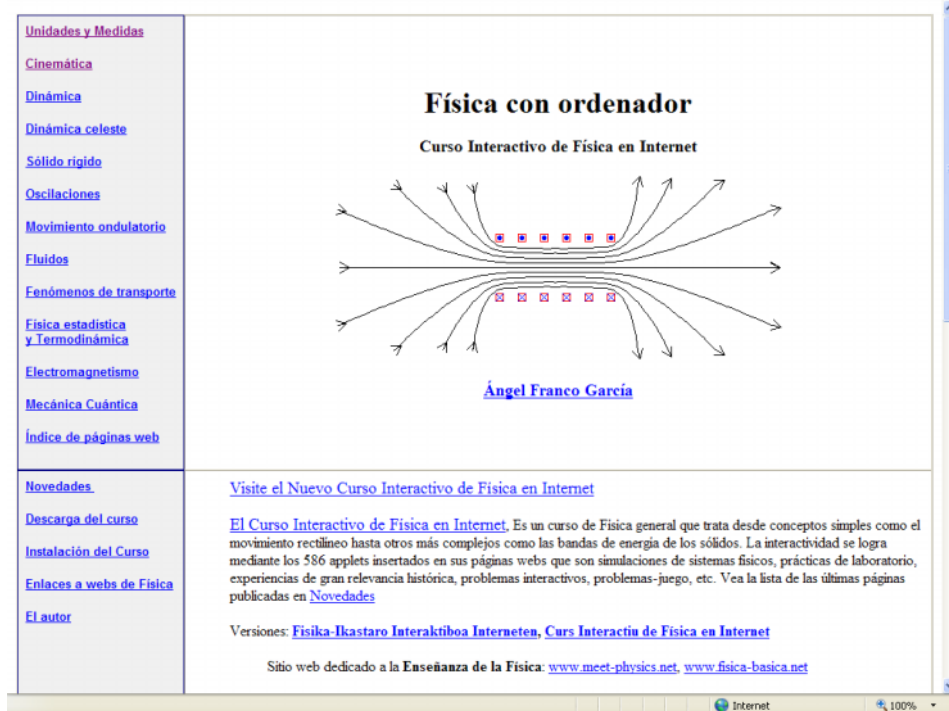 Unidades y Medidas
Cinemática
Dinámica
Dinámica celeste
Sólido rígido
Oscilaciones
Movimiento ondulatorio
Fluidos
Fenómenos de transporte
Física estadística
y Termodinámica
Electromagnetismo
Mecánica Cuántica
Índice de páginas web
Física con ordenador
Curso Interactivo de Física en Internet
Ángel Franco García
Novedades
Descarga del curso
Instalación del Curso
Enlaces a webs de Física
El autor
Visite el Nuevo Curso Interactivo de Física en Internet
El Curso Interactivo de Física en Internet, Es un curso de Física general que trata desde conceptos simples como el
movimiento rectilíneo hasta otros más complejos como las bandas de energía de los sólidos. La interactividad se logra
mediante los 586 applets insertados en sus páginas webs que son simulaciones de sistemas físicos, prácticas de laboratorio,
experiencias de gran relevancia histórica, problemas interactivos, problemas-juego, etc. Vea la lista de las últimas páginas
publicadas en Novedades
Versiones: Fisika-Ikastaro Interaktiboa Interneten, Curs Interactiu de Física en Internet
Sitio web dedicado a la Enseñanza de la Física: www.meet-physics.net, www.fisica-basica.net
Internet
100%